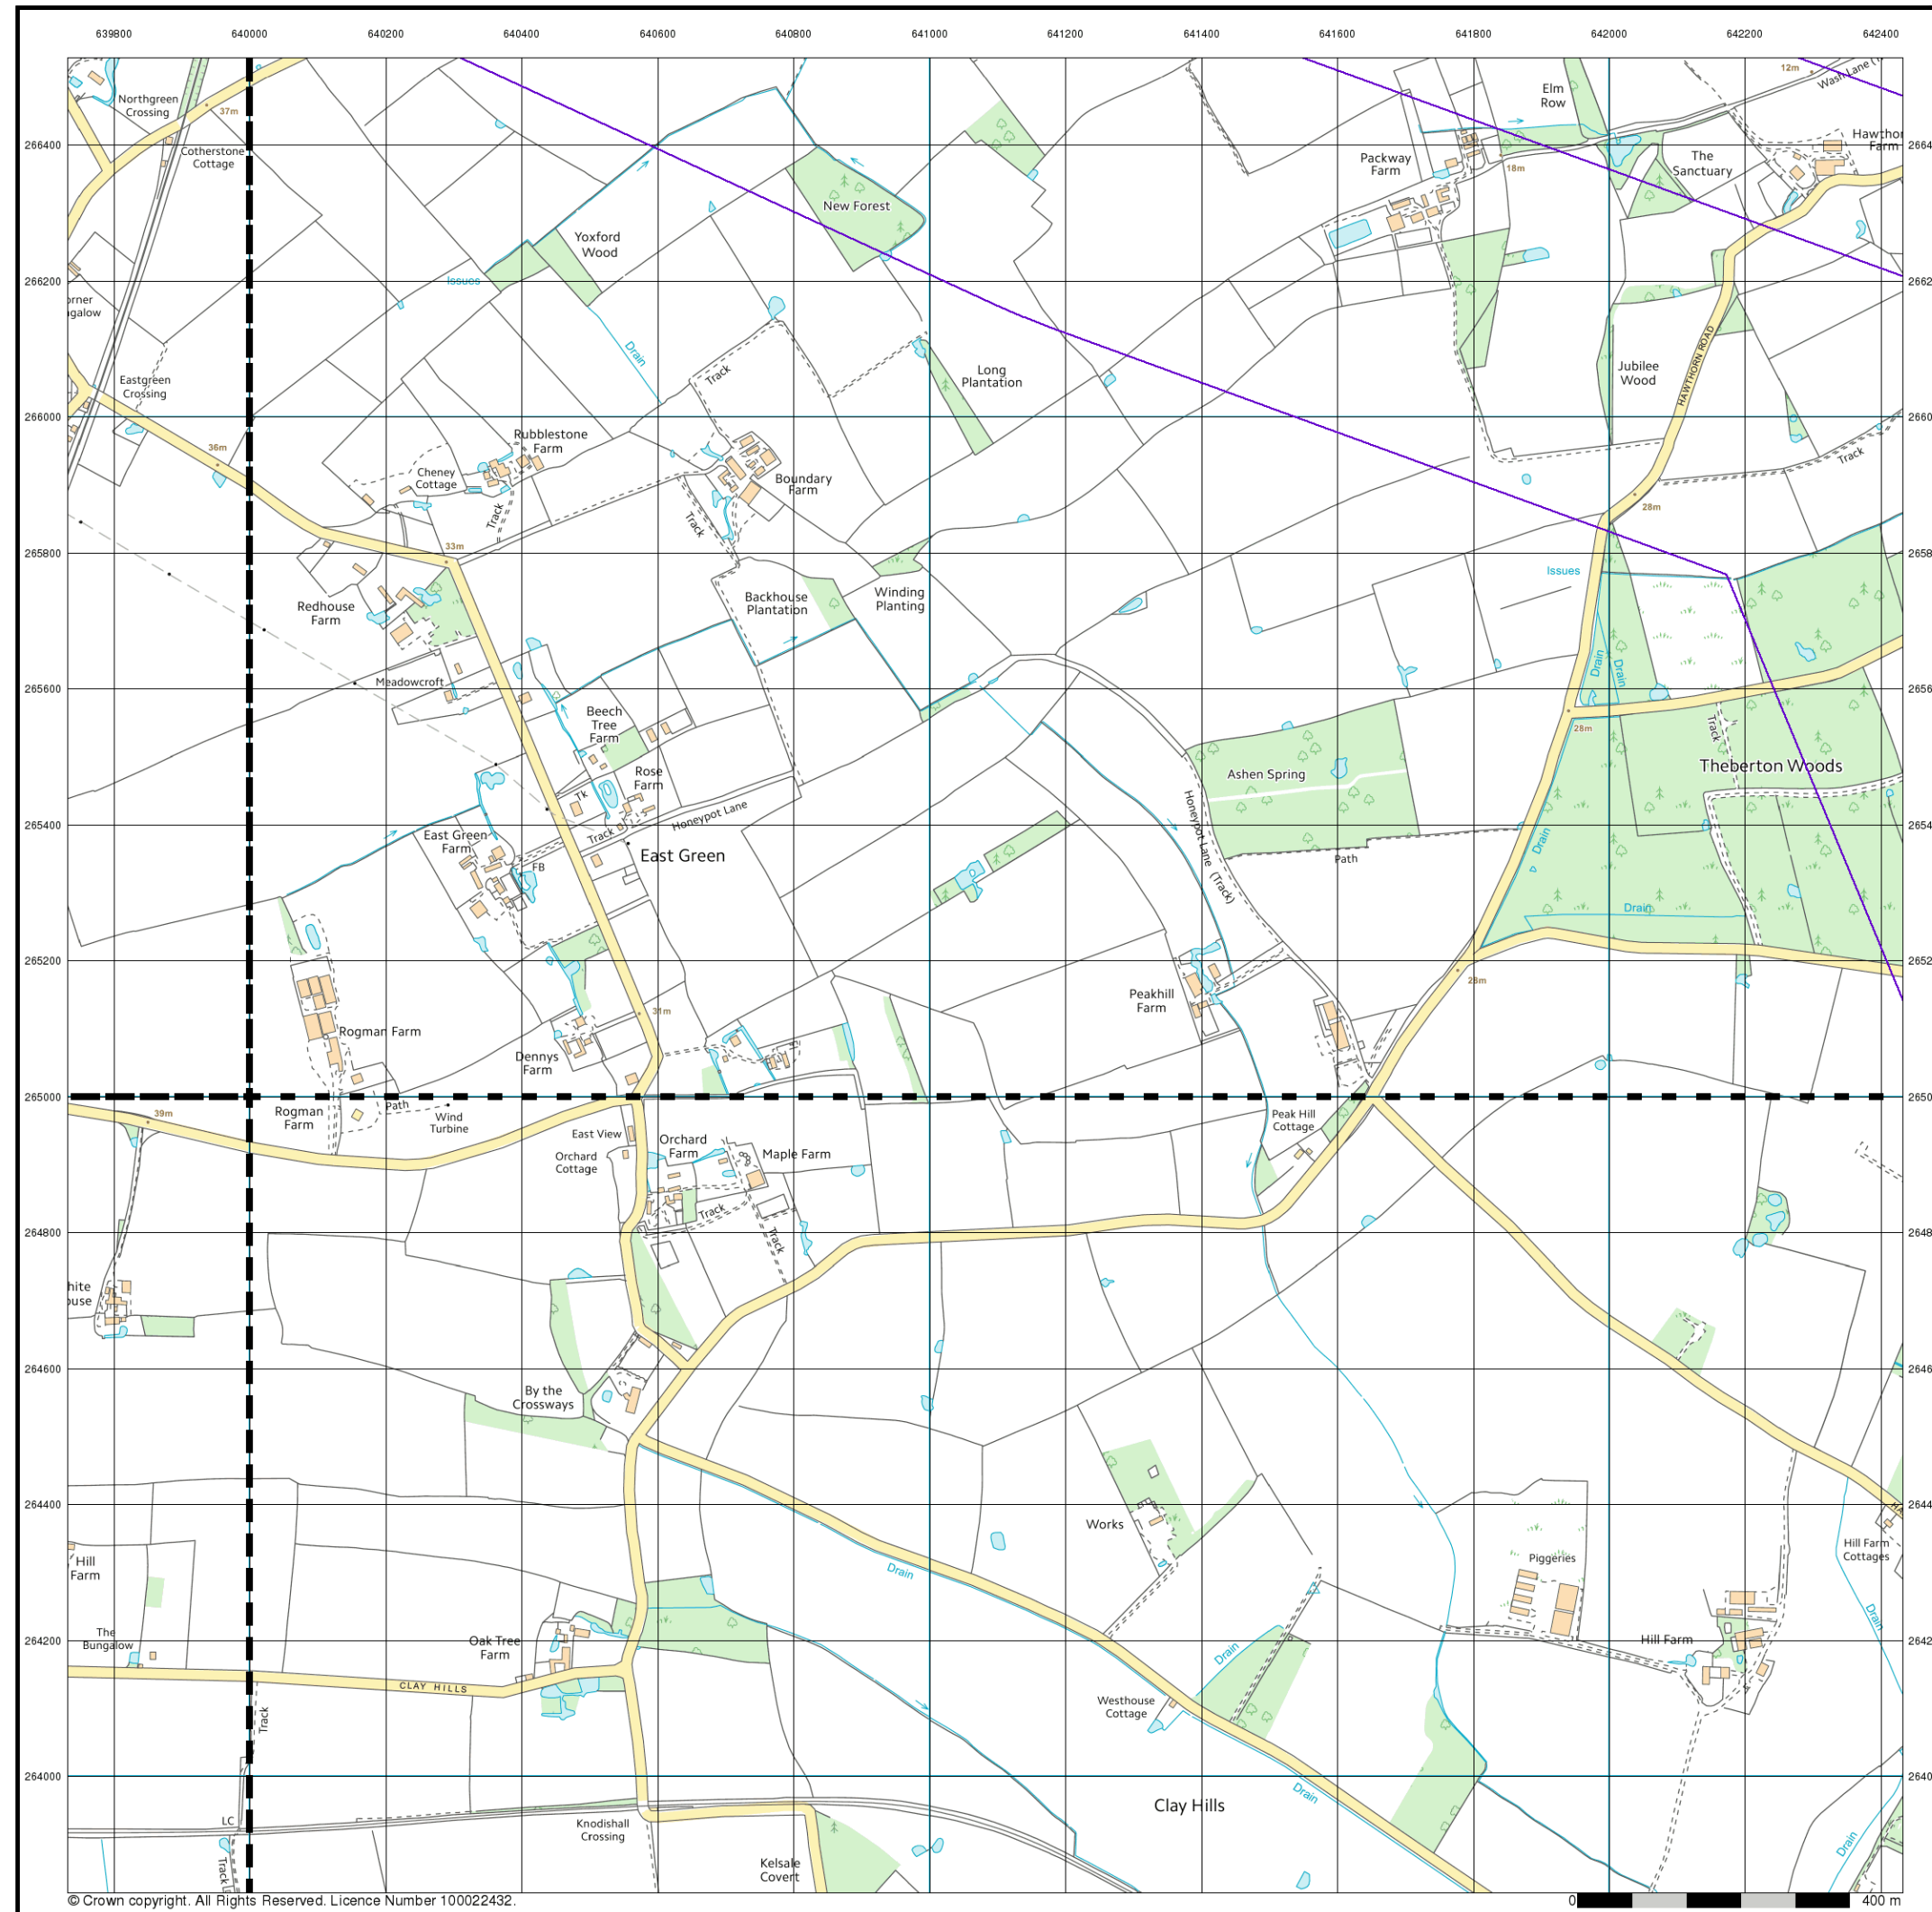 639800 640000 640200 640400 640600 640800 641000 641200 641400 641600 641800 642000 642200 642400
12m
Wash Lane
Northgreen
Crossing
37m
Elm
Row
266400
Cotherstone
Cottage
Packway
Farm
18m
The
Sanctuary
Farm
New Forest
Yoxford
Wood
266200
Issues
Drain
Track
Long
Plantation
Jubilee
Wood
HAWTHORN ROAD
Eastgreen
Crossing
266000
36m
Rubblestone
Farm
Cheney
Cottage
Track
Boundary
Farm
Track
Track
28m
265800
33m
Issues
Redhouse
Farm
Backhouse
Plantation
Winding
Planting
Drain
Drain
265600
Meadowcroft
Beech
Tree
Farm
28m
Track
Rose
Farm
Ashen Spring
Theberton Woods
Tk
Honeypot Lane
Honeypot Lane (Track)
265400
East Green
Farm
Track
East Green
FB
Path
Drain
Drain
265200
28m
Peakhill
Farm
31m
Rogman Farm
Dennys
Farm
265000
39m
Rogman
Farm
Path
Wind
Turbine
East View
Orchard
Cottage
Orchard
Farm
Maple Farm
Peak Hill
Cottage
Track
Track
264800
264600
By the
Crossways
264400
Works
Drain
Piggeries
Hill Farm
Cottages
Hill
Farm
264200
The
Bungalow
Oak Tree
Farm
Drain
Hill Farm
Drain
CLAY HILLS
Track
Westhouse
Cottage
264000
Drain
Clay Hills
LC
Track
Knodishall
Crossing
Kelsale
Covert
Drain
© Crown copyright. All Rights Reserved. Licence Number 100022432.
0 400 m